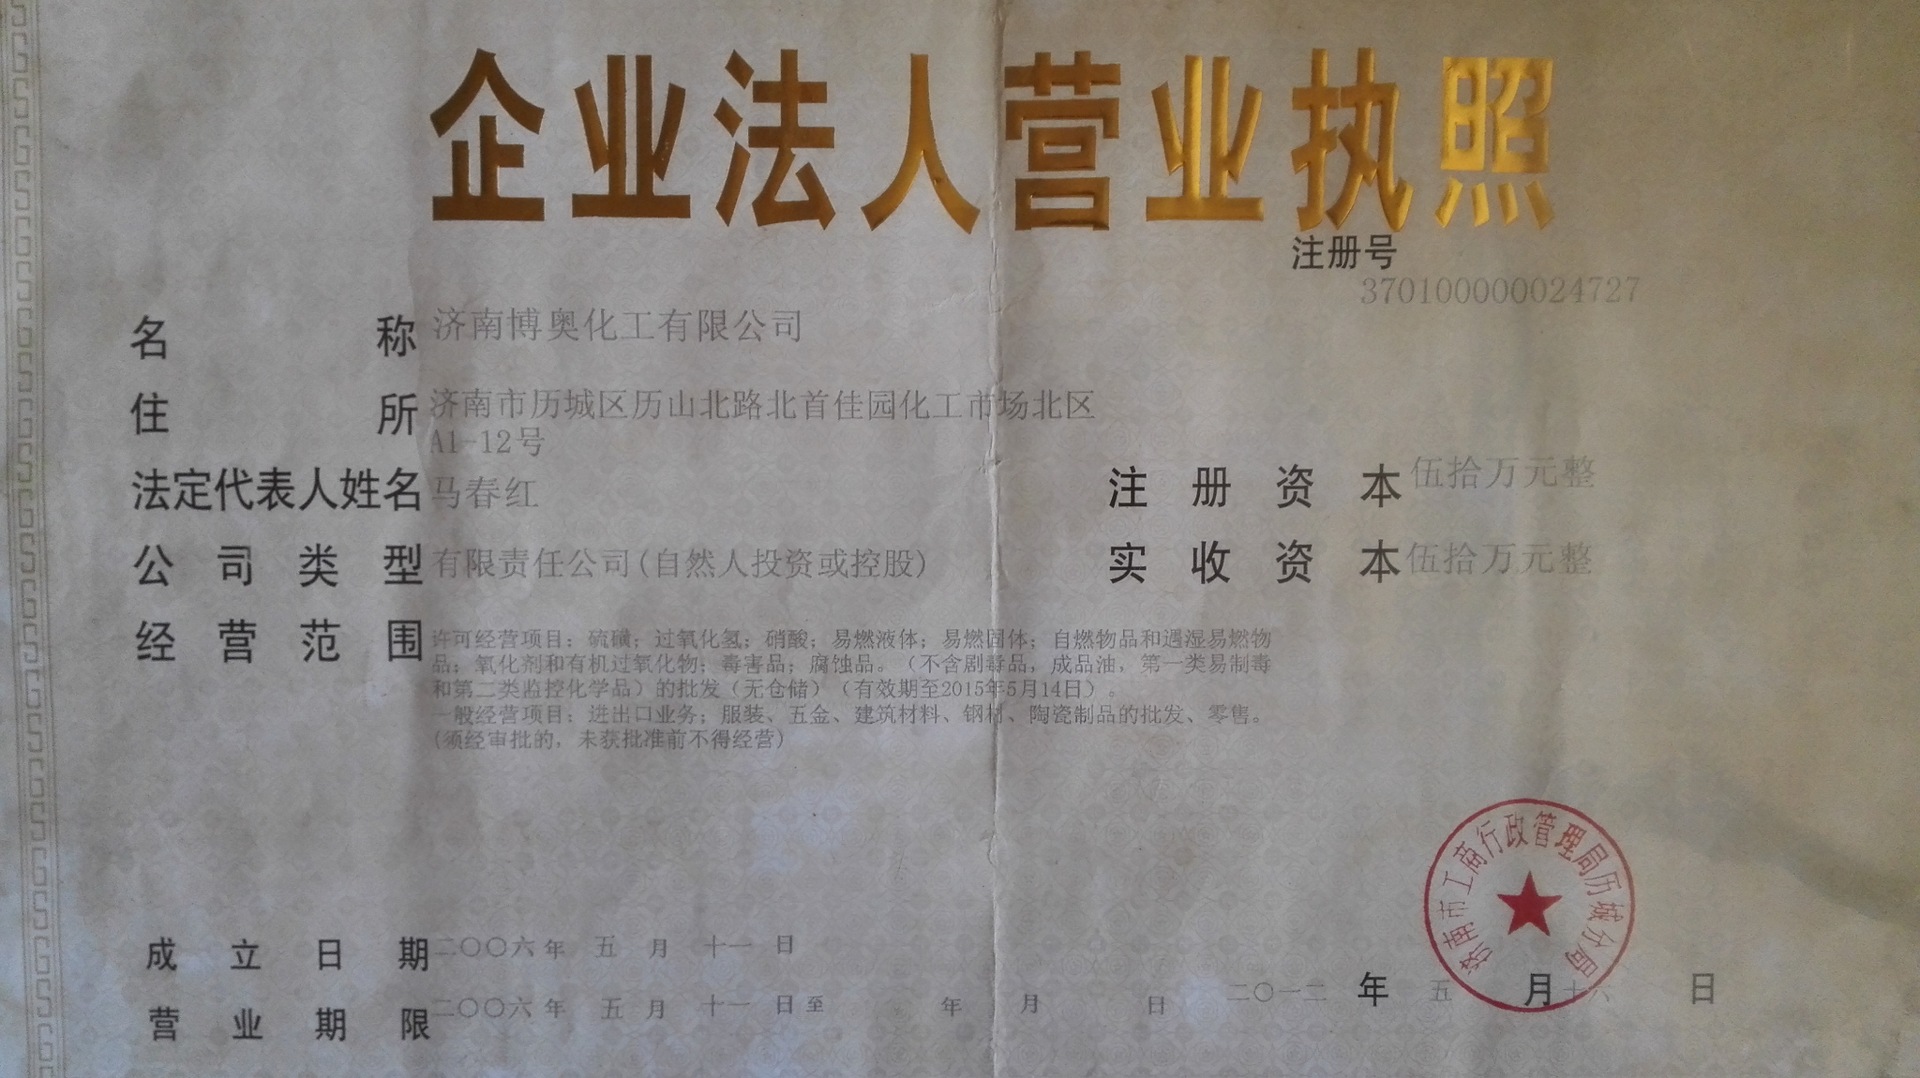 企业法人营业执照
注册号
370100000024727
名 称 济南博奥化工有限公司
住 所 济南市历城区历山北路北首佳园化工市场北区
A1-12号
法定代表人姓名 马春红
注 册 资 本 伍拾万元整
公 司 类 型 有限责任公司(自然人投资或控股)
实 收 资 本 伍拾万元整
经 营 范 围 许可经营项目：硫磺；过氧化氢；硝酸；易燃液体；易燃固体；自燃物品和遇湿易燃物
品；氧化剂和有机过氧化物；毒害品；腐蚀品。（不含剧毒品，成品油，第一类易制毒
和第二类监控化学品）的批发（无仓储）（有效期至2015年5月14日）。
一般经营项目：进出口业务；服装、五金、建筑材料、钢材、陶瓷制品的批发、零售。
(须经审批的，未获批准前不得经营)
济南市工商行政管理局历城分局
成 立 日 期 二〇〇六 年 五 月 十一 日
二〇一二 年 五 月 十六 日
营 业 期 限 二〇〇六 年 五 月 十一 日 至 年 月 日